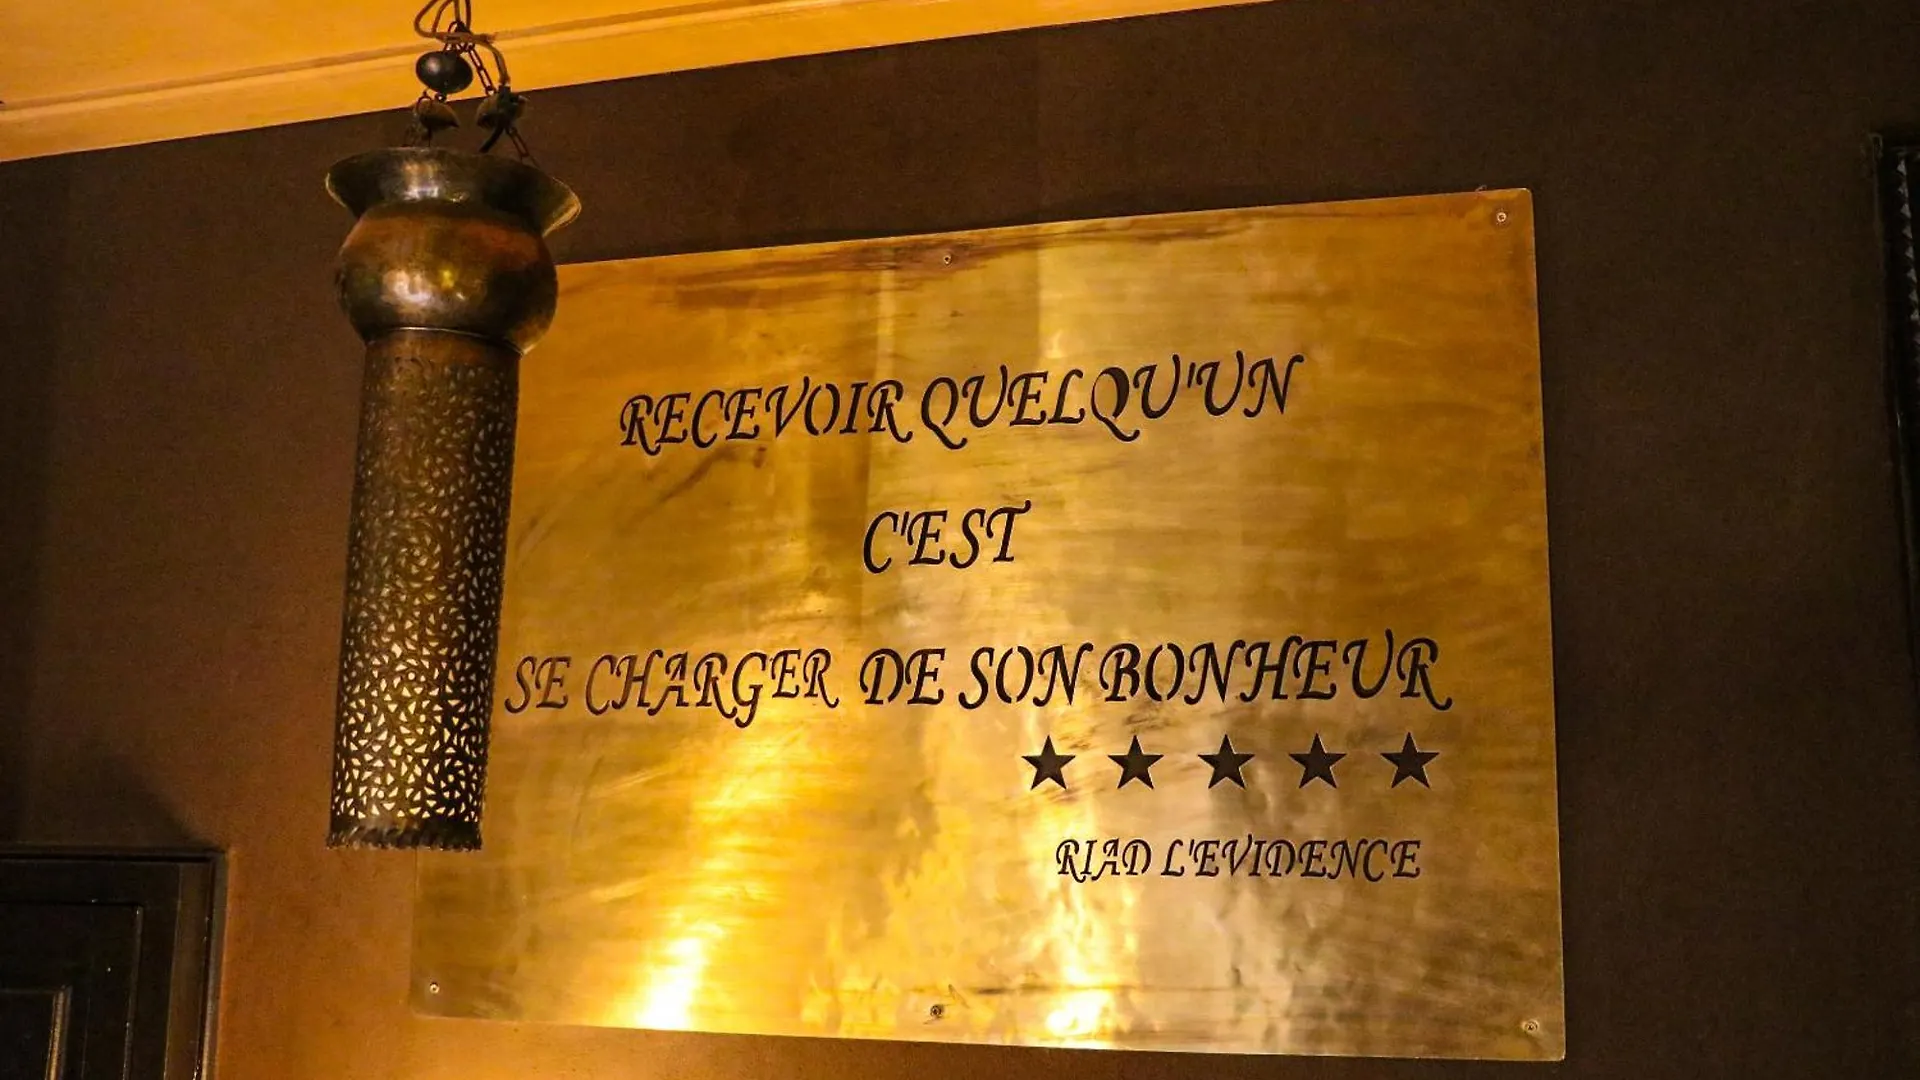 RECEVOIR QUELQU'UN
C'EST
SE CHARGER DE SON BONHEUR
★ ★ ★ ★ ★
RIAD L'EVIDENCE